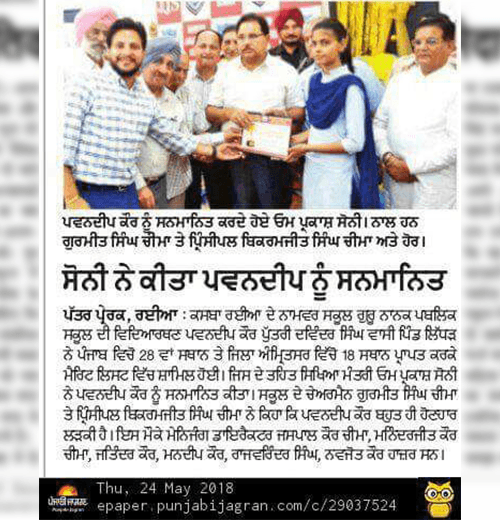 ਪਵਨਦੀਪ ਕੌਰ ਨੂੰ ਸਨਮਾਨਿਤ ਕਰਦੇ ਹੋਏ ਓਮ ਪ੍ਰਕਾਸ਼ ਸੋਨੀ। ਨਾਲ ਹਨ
ਗੁਰਮੀਤ ਸਿੰਘ ਚੀਮਾ ਤੇ ਪ੍ਰਿੰਸੀਪਲ ਬਿਕਰਮਜੀਤ ਸਿੰਘ ਚੀਮਾ ਅਤੇ ਹੋਰ।
ਸੋਨੀ ਨੇ ਕੀਤਾ ਪਵਨਦੀਪ ਨੂੰ ਸਨਮਾਨਿਤ
ਪੱਤਰ ਪ੍ਰੇਰਕ, ਰਈਆ : ਕਸਬਾ ਰਈਆ ਦੇ ਨਾਮਵਰ ਸਕੂਲ ਗੁਰੂ ਨਾਨਕ ਪਬਲਿਕ
ਸਕੂਲ ਦੀ ਵਿਦਿਆਰਥਣ ਪਵਨਦੀਪ ਕੌਰ ਪੁੱਤਰੀ ਦਵਿੰਦਰ ਸਿੰਘ ਵਾਸੀ ਪਿੰਡ ਲਿੱਧੜ
ਨੇ ਪੰਜਾਬ ਵਿਚੋ 28 ਵਾਂ ਸਥਾਨ ਤੇ ਜਿਲਾ ਅੰਮ੍ਰਿਤਸਰ ਵਿੱਚੋ 18 ਸਥਾਨ ਪ੍ਰਾਪਤ ਕਰਕੇ
ਮੈਰਿਟ ਲਿਸਟ ਵਿੱਚ ਸ਼ਾਮਿਲ ਹੋਈ। ਜਿਸ ਦੇ ਤਹਿਤ ਸਿਖਿਆ ਮੰਤਰੀ ਓਮ ਪ੍ਰਕਾਸ਼ ਸੋਨੀ
ਨੇ ਪਵਨਦੀਪ ਕੌਰ ਨੂੰ ਸਨਮਾਨਿਤ ਕੀਤਾ। ਸਕੂਲ ਦੇ ਚੇਅਰਮੈਨ ਗੁਰਮੀਤ ਸਿੰਘ ਚੀਮਾ
ਤੇ ਪ੍ਰਿੰਸੀਪਲ ਬਿਕਰਮਜੀਤ ਸਿੰਘ ਚੀਮਾ ਨੇ ਕਿਹਾ ਕਿ ਪਵਨਦੀਪ ਕੌਰ ਬਹੁਤ ਹੀ ਹੋਣਹਾਰ
ਲੜਕੀ ਹੈ। ਇਸ ਮੌਕੇ ਮੇਨਿਜੰਗ ਡਾਇਰੈਕਟਰ ਜਸਪਾਲ ਕੌਰ ਚੀਮਾ, ਮਨਿੰਦਰਜੀਤ ਕੌਰ
ਚੀਮਾ, ਜਤਿੰਦਰ ਕੌਰ, ਮਨਦੀਪ ਕੌਰ, ਰਾਜਵਰਿੰਦਰ ਸਿੰਘ, ਨਵਜੋਤ ਕੌਰ ਹਾਜ਼ਰ ਸਨ।
ਪੰਜਾਬੀ ਜਾਗਰਣ
Punjabi Jagran
Thu, 24 May 2018
epaper.punjabijagran.com/c/29037524